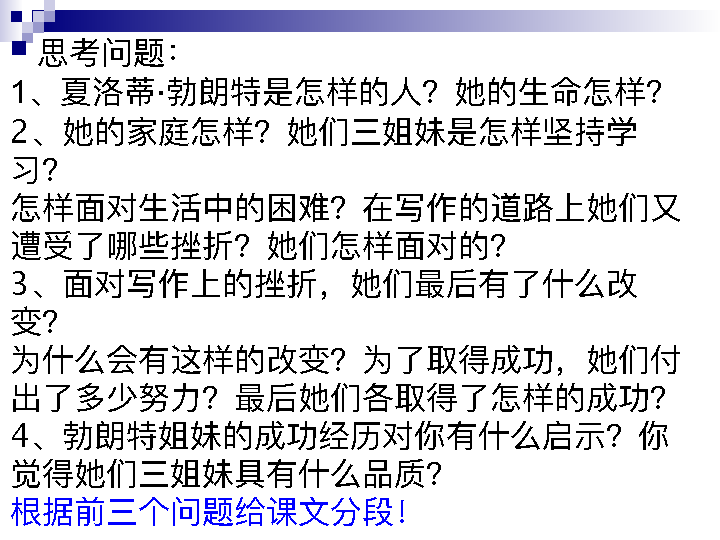 思考问题：
1、夏洛蒂·勃朗特是怎样的人？她的生命怎样？
2、她的家庭怎样？她们三姐妹是怎样坚持学
习？
怎样面对生活中的困难？在写作的道路上她们又
遭受了哪些挫折？她们怎样面对的？
3、面对写作上的挫折，她们最后有了什么改
变？
为什么会有这样的改变？为了取得成功，她们付
出了多少努力？最后她们各取得了怎样的成功？
4、勃朗特姐妹的成功经历对你有什么启示？你
觉得她们三姐妹具有什么品质？
根据前三个问题给课文分段！